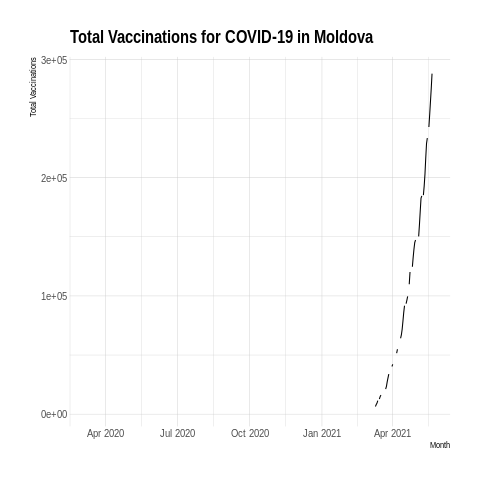 Total Vaccinations for COVID-19 in Moldova
Total Vaccinations
3e+05
2e+05
1e+05
0e+00
Apr 2020
Jul 2020
Oct 2020
Jan 2021
Apr 2021
Month